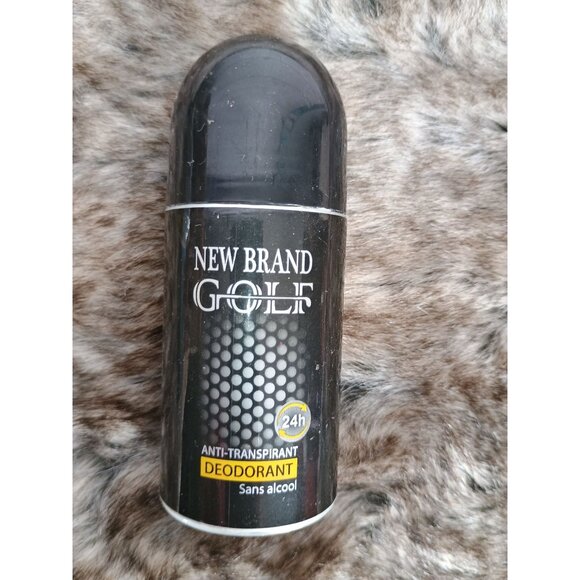 NEW BRAND
GOLF
24h
ANTI-TRANSPIRANT
DEODORANT
Sans alcool